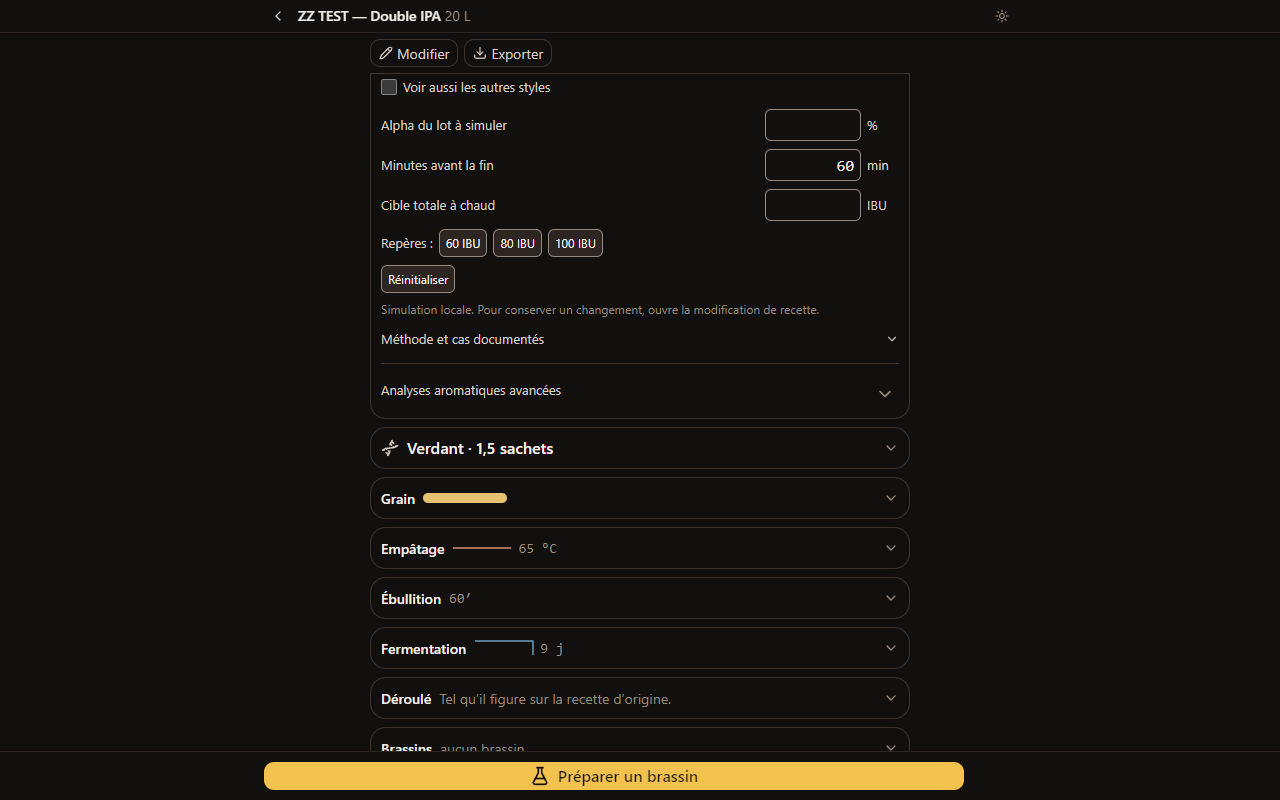 ZZ TEST — Double IPA 20 L
Modifier Exporter
Voir aussi les autres styles
Alpha du lot à simuler %
Minutes avant la fin 60 min
Cible totale à chaud IBU
Repères : 60 IBU 80 IBU 100 IBU
Réinitialiser
Simulation locale. Pour conserver un changement, ouvre la modification de recette.
Méthode et cas documentés
Analyses aromatiques avancées
Verdant · 1,5 sachets
Grain
Empâtage 65 °C
Ébullition 60′
Fermentation 9 j
Déroulé Tel qu’il figure sur la recette d’origine.
Brassins aucun brassin
Préparer un brassin